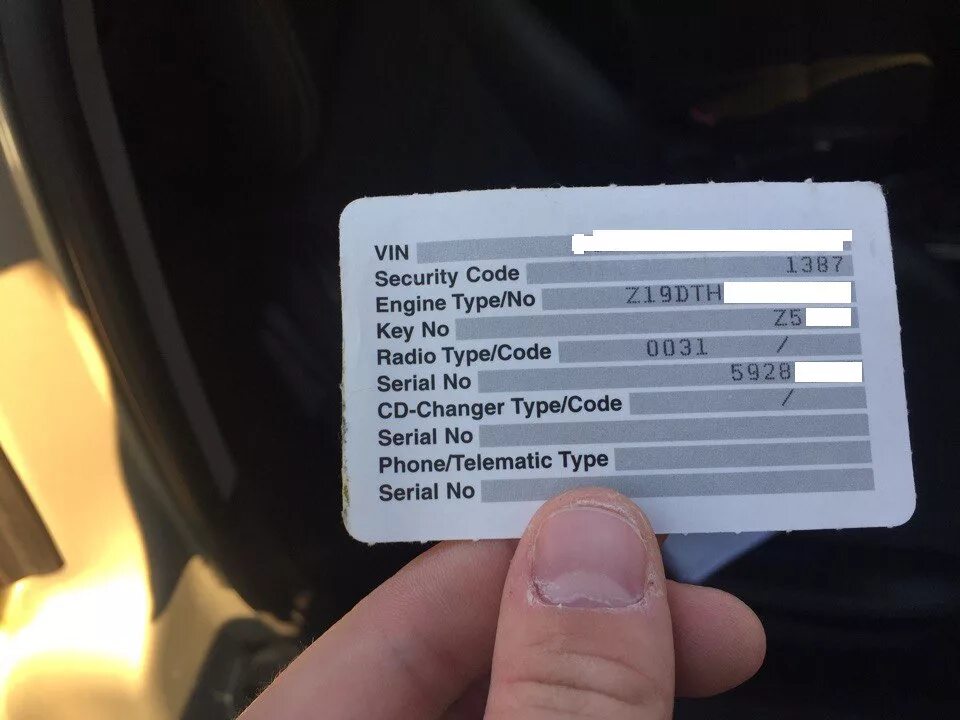 VIN
Security Code 1387
Engine Type/No Z19DTH
Key No Z5
Radio Type/Code 0031 /
Serial No 5928
CD-Changer Type/Code /
Serial No
Phone/Telematic Type
Serial No